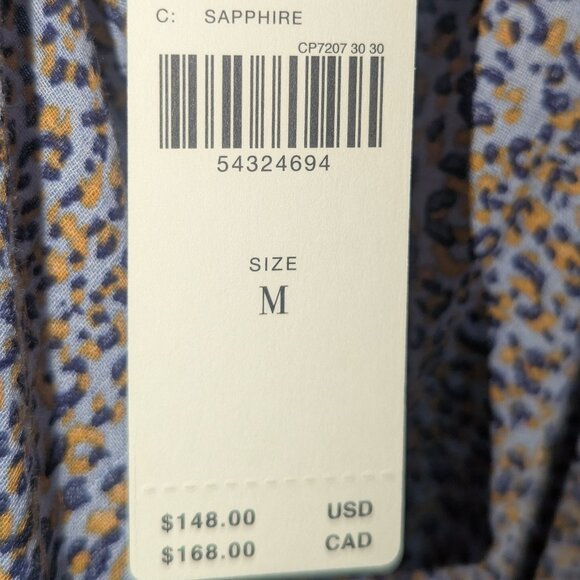 C: SAPPHIRE
CP7207 30 30
54324694
SIZE
M
$148.00 USD
$168.00 CAD